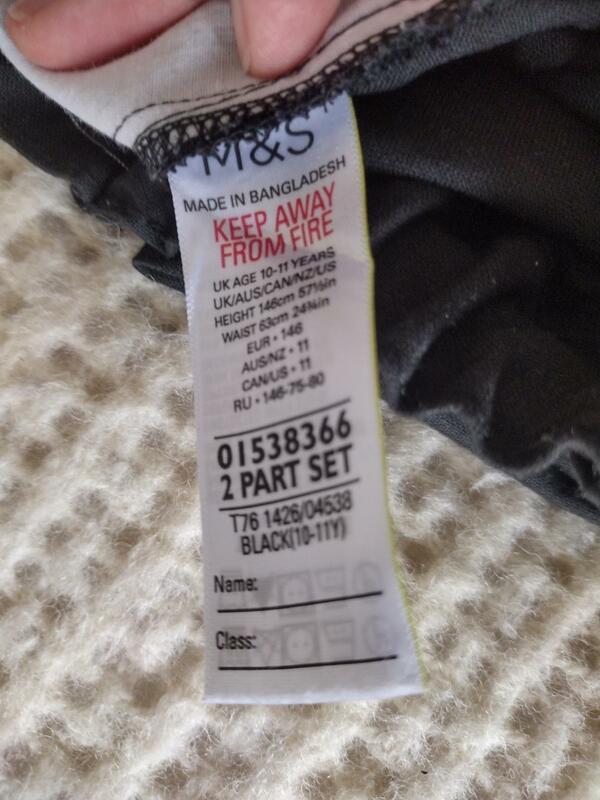 M&S
MADE IN BANGLADESH
KEEP AWAY
FROM FIRE
UK AGE 10-11 YEARS
UK/AUS/CAN/NZ/US
HEIGHT 146cm 57½in
WAIST 63cm 24¾in
EUR • 146
AUS/NZ • 11
CAN/US • 11
RU • 146-75-60
01538366
2 PART SET
T76 1426/04538
BLACK(10-11Y)
Name:
Class: